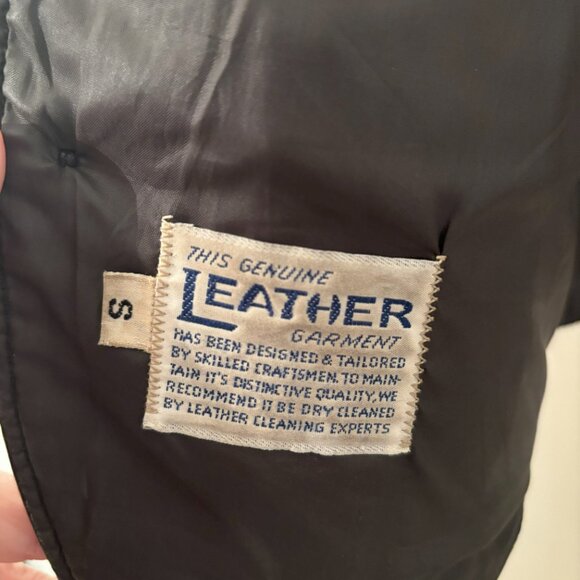 THIS GENUINE
LEATHER
GARMENT
HAS BEEN DESIGNED & TAILORED
BY SKILLED CRAFTSMEN. TO MAIN-
TAIN IT'S DISTINCTIVE QUALITY, WE
RECOMMEND IT BE DRY CLEANED
BY LEATHER CLEANING EXPERTS
S